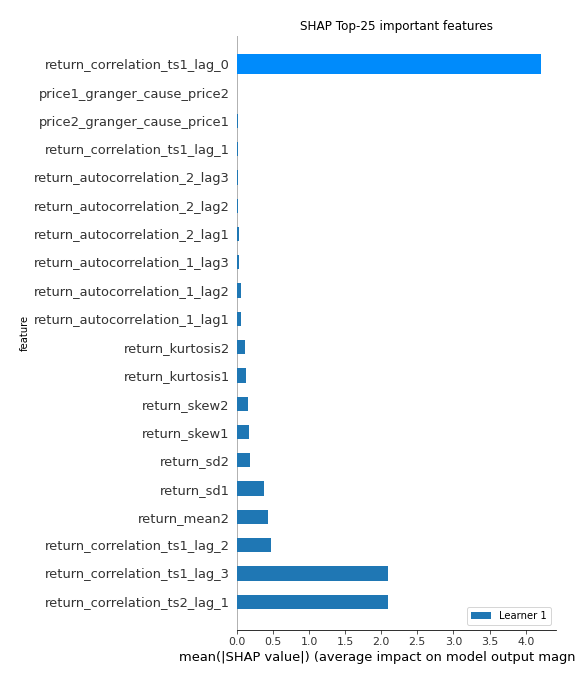 SHAP Top-25 important features
return_correlation_ts1_lag_0
price1_granger_cause_price2
price2_granger_cause_price1
return_correlation_ts1_lag_1
return_autocorrelation_2_lag3
return_autocorrelation_2_lag2
return_autocorrelation_2_lag1
return_autocorrelation_1_lag3
return_autocorrelation_1_lag2
return_autocorrelation_1_lag1
return_kurtosis2
return_kurtosis1
return_skew2
return_skew1
return_sd2
return_sd1
return_mean2
return_correlation_ts1_lag_2
return_correlation_ts1_lag_3
return_correlation_ts2_lag_1
feature
Learner 1
0.0 0.5 1.0 1.5 2.0 2.5 3.0 3.5 4.0
mean(|SHAP value|) (average impact on model output magn